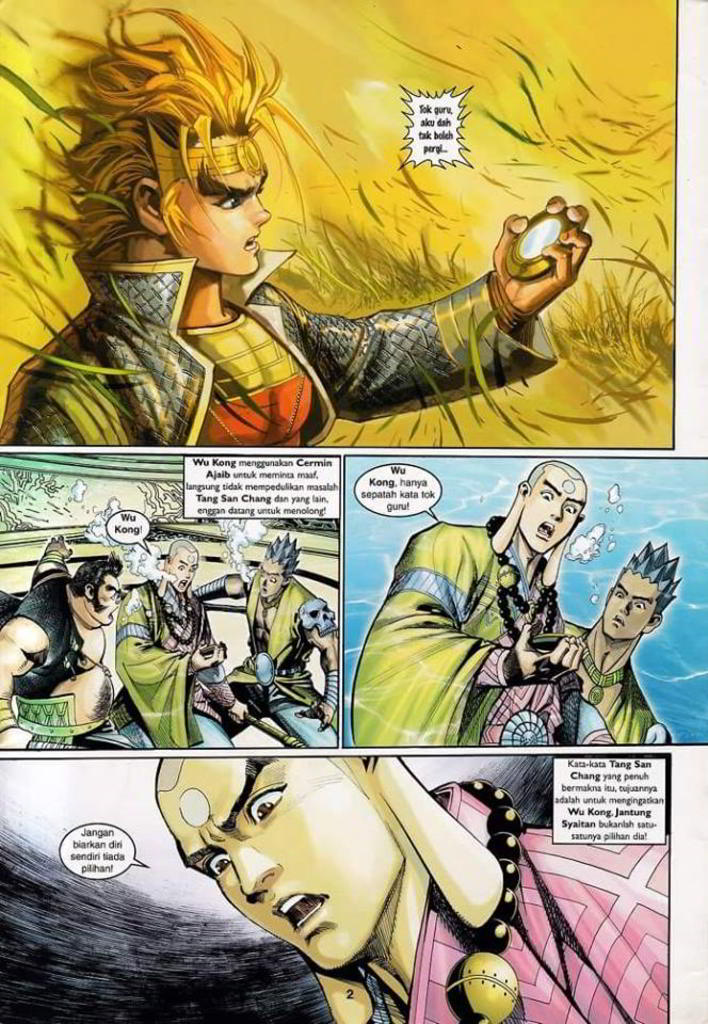 Tok guru,
aku dah
tak boleh
pergi...
Wu Kong menggunakan Cermin
Ajaib untuk meminta maaf,
langsung tidak mempedulikan masalah
Tang San Chang dan yang lain,
enggan datang untuk menolong!
Wu
Kong!
Wu
Kong, hanya
sepatah kata tok
guru!
Kata-kata Tang San
Chang yang penuh
bermakna itu, tujuannya
adalah untuk mengingatkan
Wu Kong, Jantung
Syaitan bukanlah satu-
satunya pilihan dia!
Jangan
biarkan diri
sendiri tiada
pilihan!
2